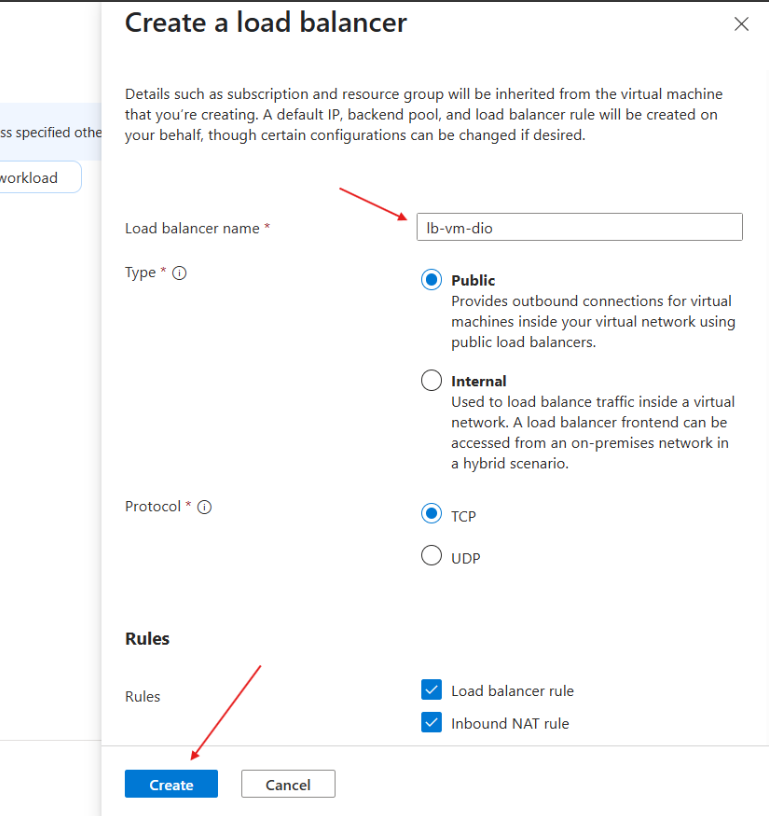 Create a load balancer
Details such as subscription and resource group will be inherited from the virtual machine
that you're creating. A default IP, backend pool, and load balancer rule will be created on
your behalf, though certain configurations can be changed if desired.
ss specified othe
workload
Load balancer name *
lb-vm-dio
Type *
Public
Provides outbound connections for virtual
machines inside your virtual network using
public load balancers.
Internal
Used to load balance traffic inside a virtual
network. A load balancer frontend can be
accessed from an on-premises network in
a hybrid scenario.
Protocol *
TCP
UDP
Rules
Rules
Load balancer rule
Inbound NAT rule
Create
Cancel